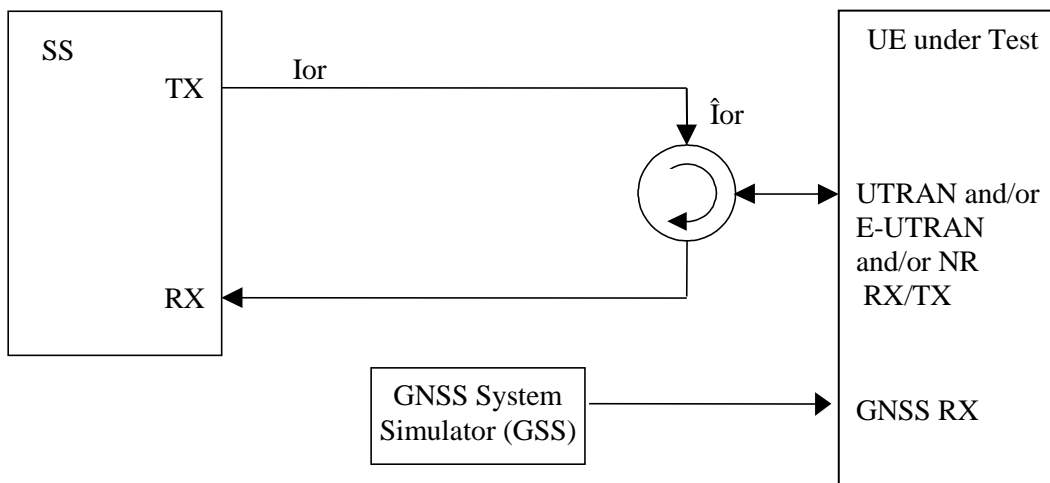 SS
UE under Test
TX
Ior
Îor
UTRAN and/or
E-UTRAN
and/or NR
RX/TX
RX
GNSS System
Simulator (GSS)
GNSS RX